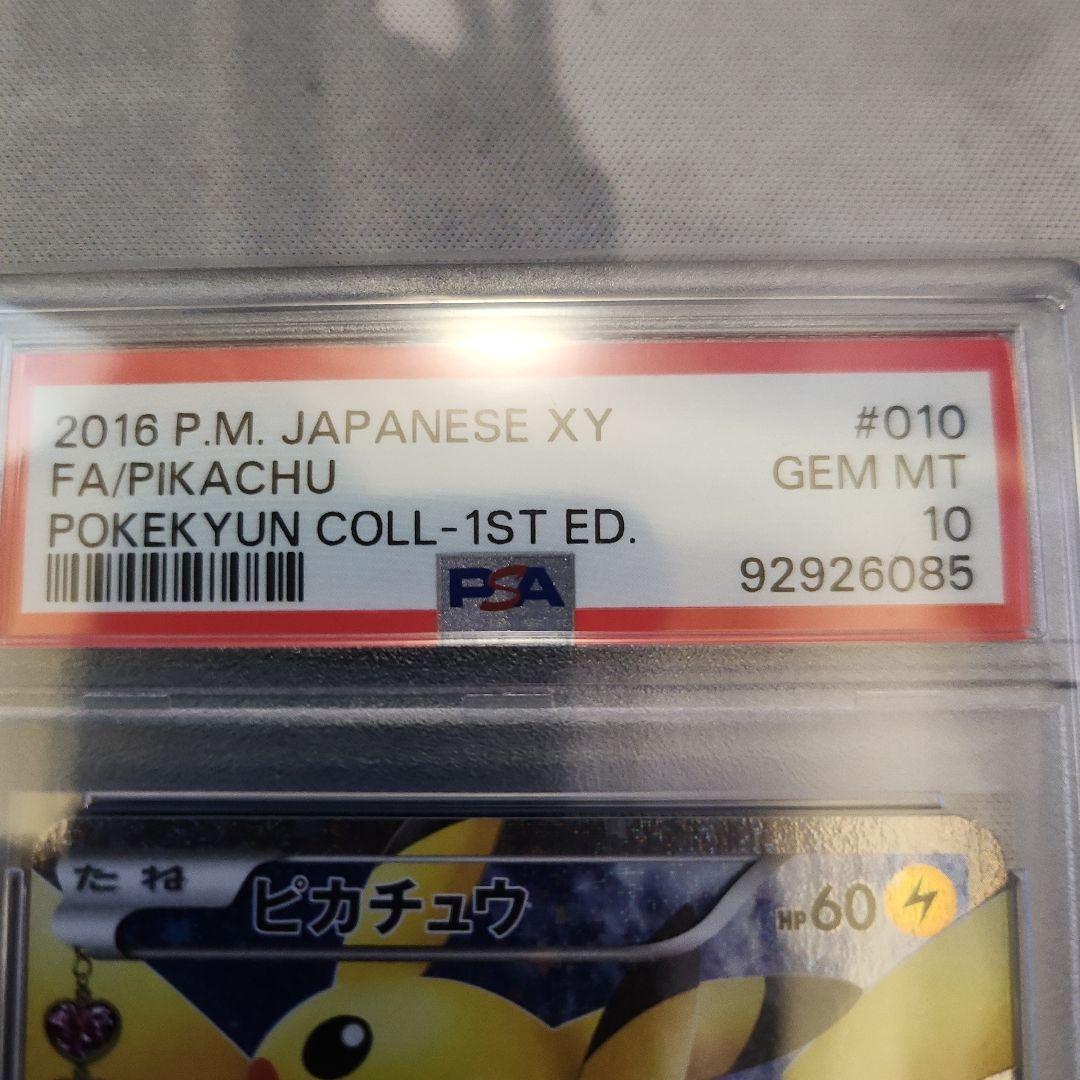 2016 P.M. JAPANESE XY #010
FA/PIKACHU GEM MT
POKEKYUN COLL-1ST ED. 10
PSA 92926085
たね ピカチュウ HP60